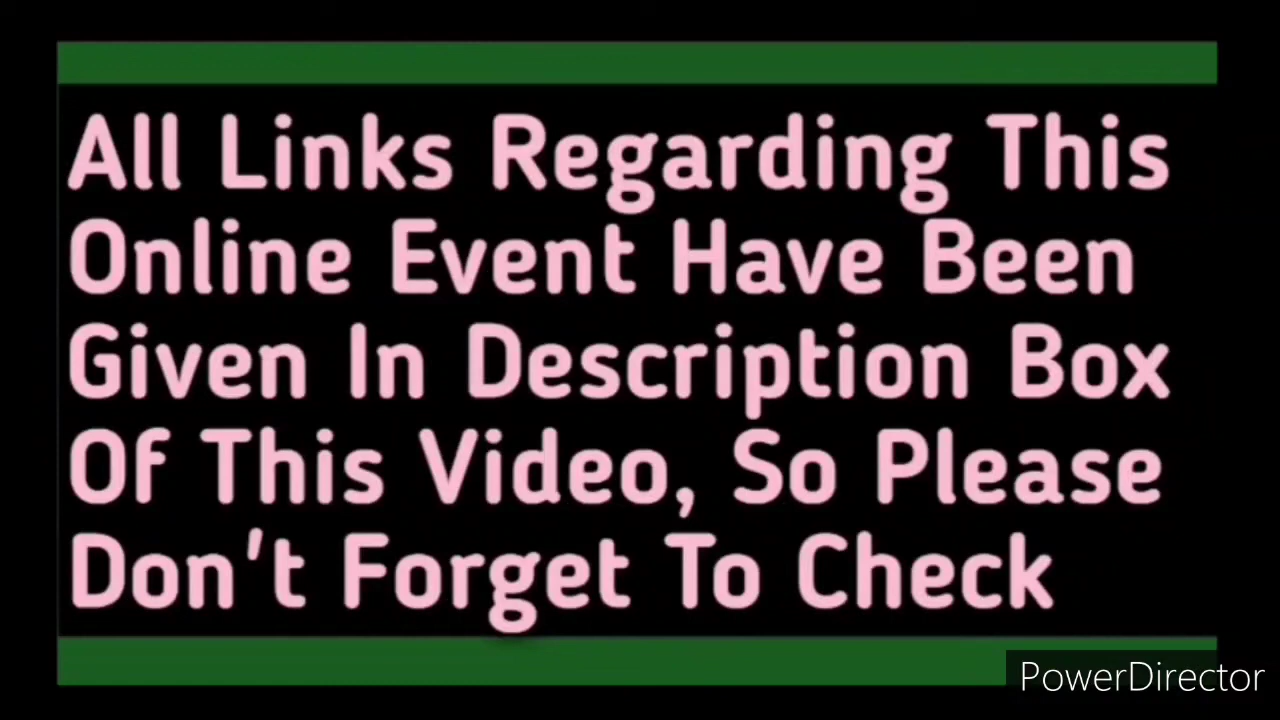 All Links Regarding This
Online Event Have Been
Given In Description Box
Of This Video, So Please
Don't Forget To Check
PowerDirector